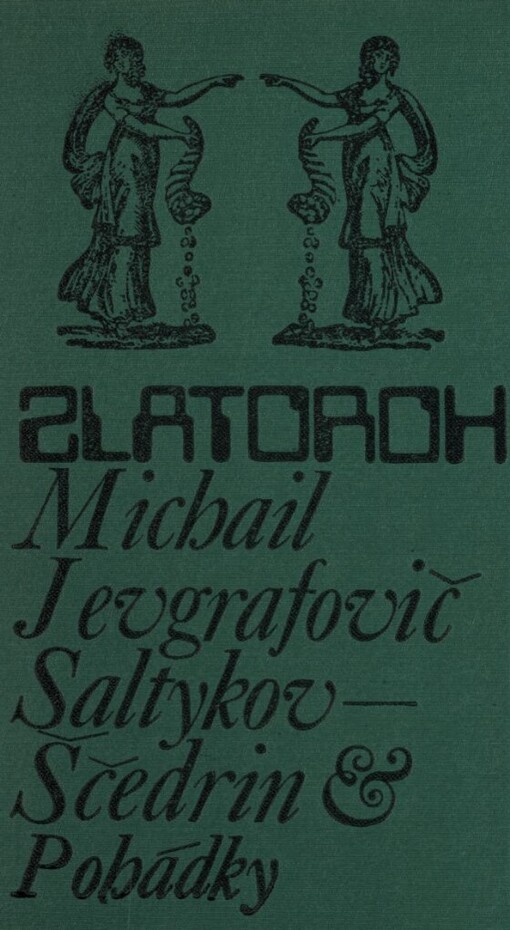 ZLATOROH
Michail
Jevgrafovič
Saltykov—
Ščedrin &
Pohádky